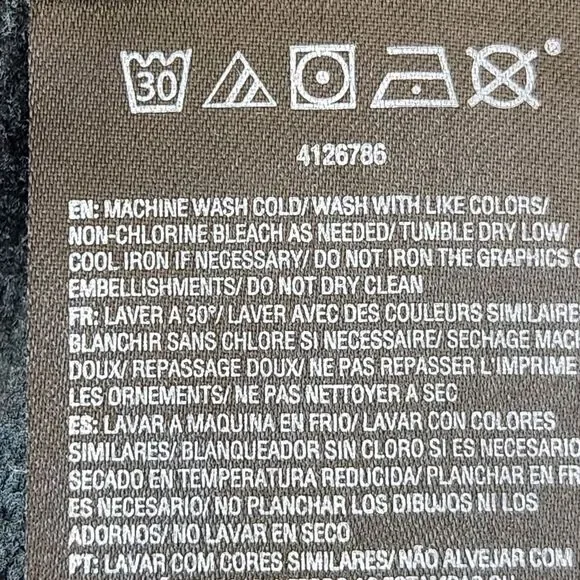 30
®
4126786
EN: MACHINE WASH COLD/ WASH WITH LIKE COLORS/
NON-CHLORINE BLEACH AS NEEDED/ TUMBLE DRY LOW/
COOL IRON IF NECESSARY/ DO NOT IRON THE GRAPHICS
EMBELLISHMENTS/ DO NOT DRY CLEAN
FR: LAVER A 30°/ LAVER AVEC DES COULEURS SIMILAIRE
BLANCHIR SANS CHLORE SI NECESSAIRE/ SECHAGE MAC
DOUX/ REPASSAGE DOUX/ NE PAS REPASSER L'IMPRIME
LES ORNEMENTS/ NE PAS NETTOYER A SEC
ES: LAVAR A MAQUINA EN FRIO/ LAVAR CON COLORES
SIMILARES/ BLANQUEADOR SIN CLORO SI ES NECESARIO
SECADO EN TEMPERATURA REDUCIDA/ PLANCHAR EN FR
ES NECESARIO/ NO PLANCHAR LOS DIBUJOS NI LOS
ADORNOS/ NO LAVAR EN SECO
PT: LAVAR COM CORES SIMILARES/ NÃO ALVEJAR COM